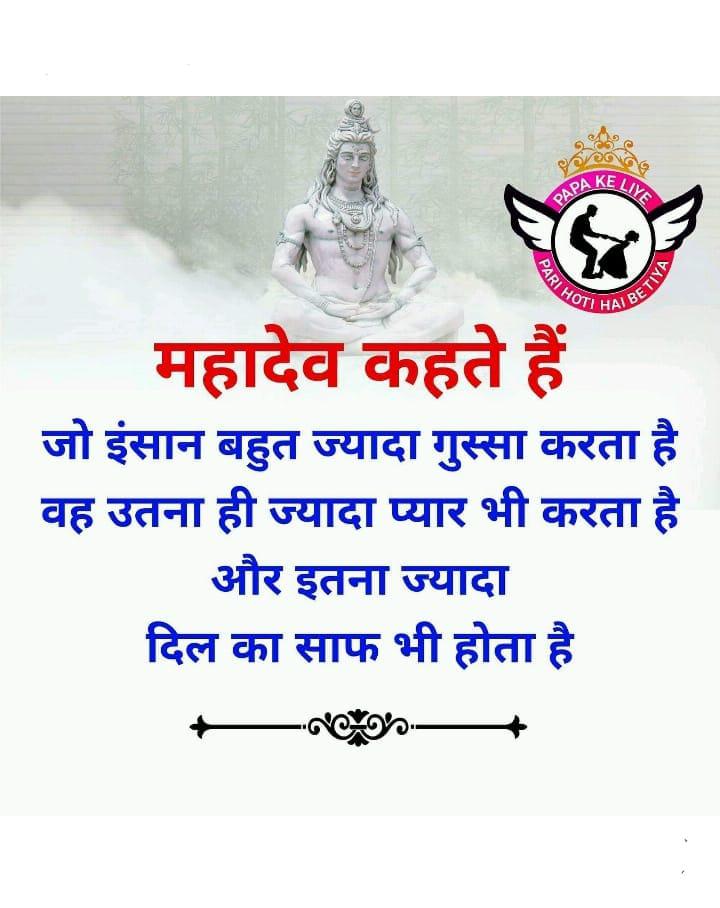 PAPA KE LIYE
PARI HOTI HAI BETIYA
महादेव कहते हैं
जो इंसान बहुत ज्यादा गुस्सा करता है
वह उतना ही ज्यादा प्यार भी करता है
और इतना ज्यादा
दिल का साफ भी होता है